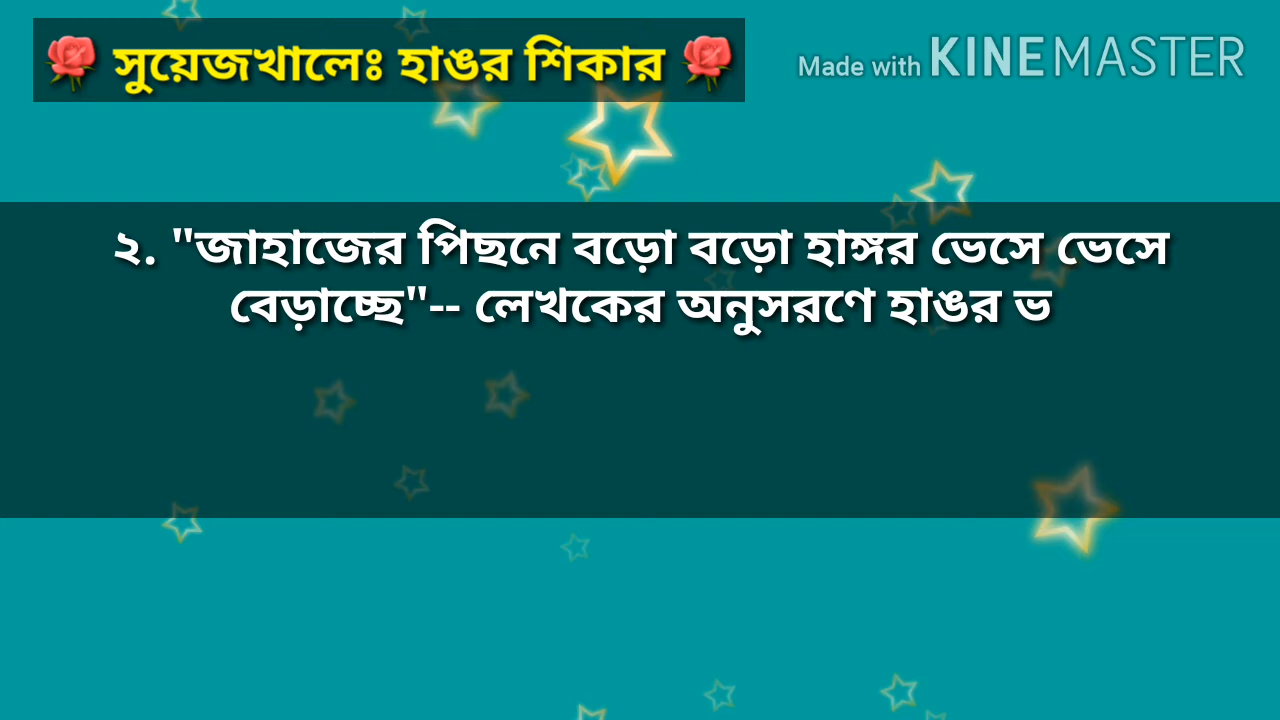 🌹 সুয়েজখালেঃ হাঙর শিকার 🌹
Made with KINEMASTER
২. "জাহাজের পিছনে বড়ো বড়ো হাঙ্গর ভেসে ভেসে
বেড়াচ্ছে"-- লেখকের অনুসরণে হাঙর ভ